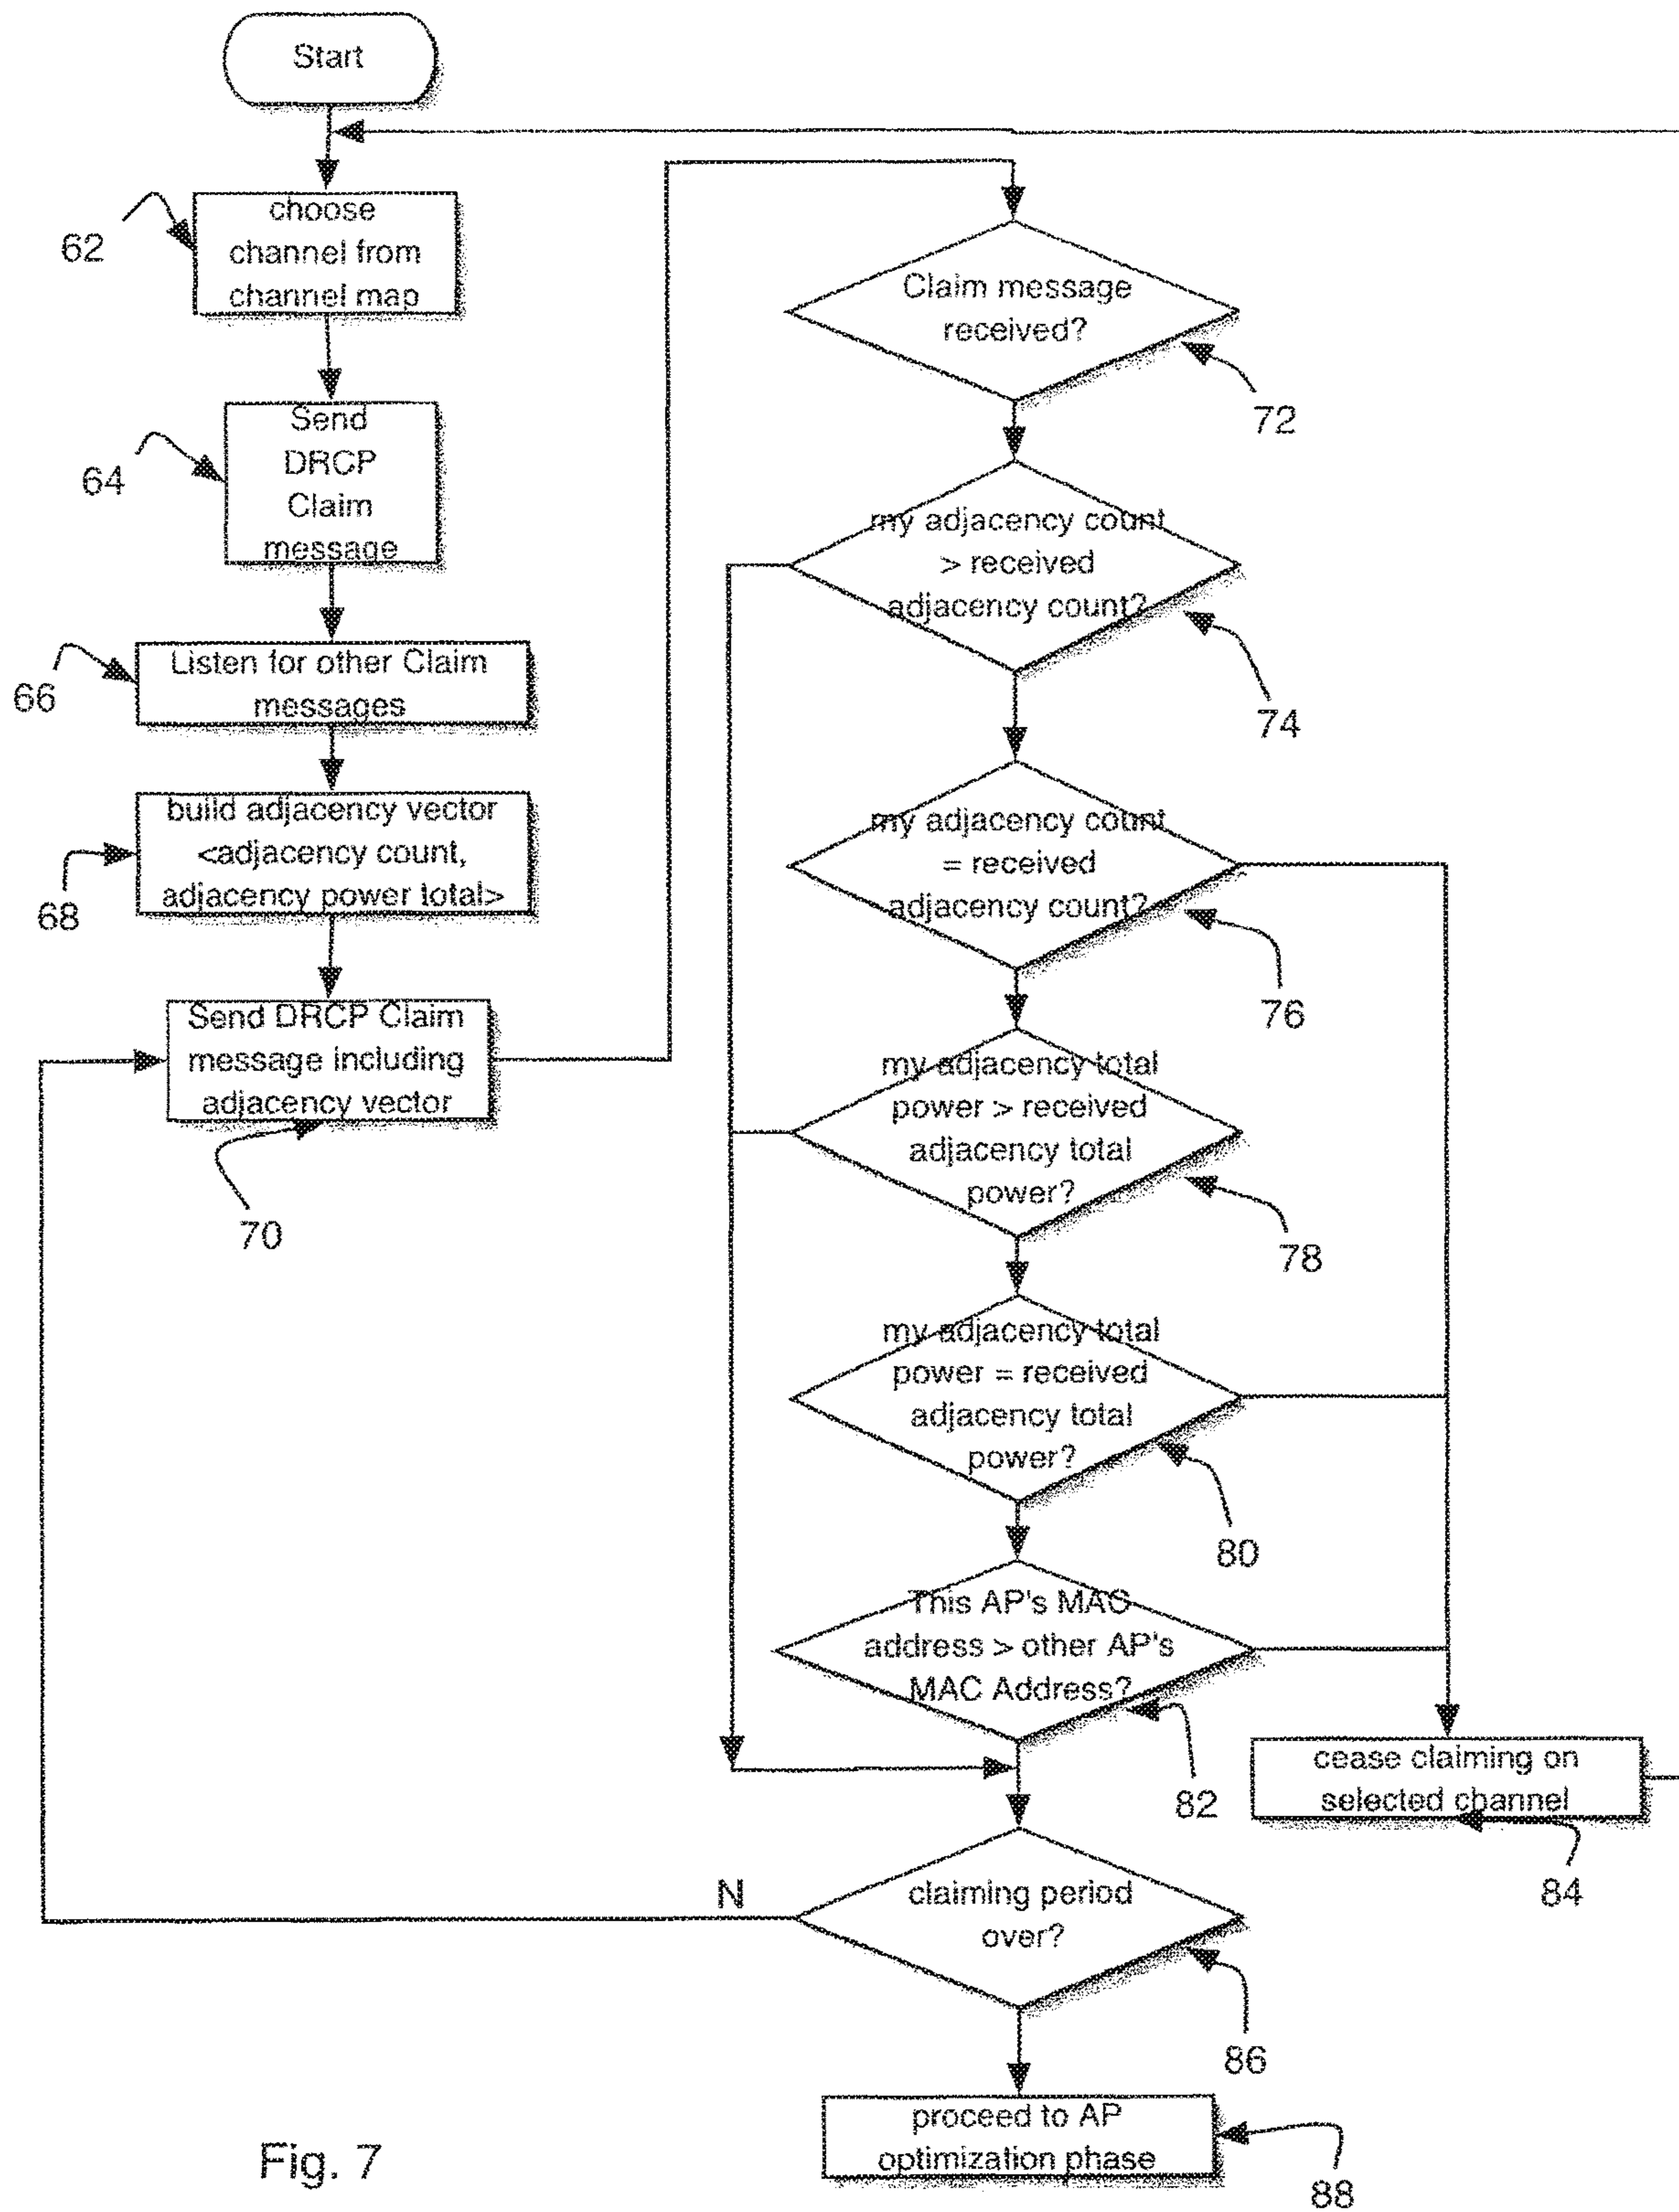 Start
choose
channel from
channel map
62
Send
DRCP
Claim
message
64
Listen for other Claim
messages
66
build adjacency vector
<adjacency count,
adjacency power total>
68
Send DRCP Claim
message including
adjacency vector
70
Claim message
received?
72
my adjacency count
> received
adjacency count?
74
my adjacency count
= received
adjacency count?
76
my adjacency total
power > received
adjacency total
power?
78
my adjacency total
power = received
adjacency total
power?
80
This AP's MAC
address > other AP's
MAC Address?
82
cease claiming on
selected channel
84
N
claiming period
over?
86
proceed to AP
optimization phase
88
Fig. 7